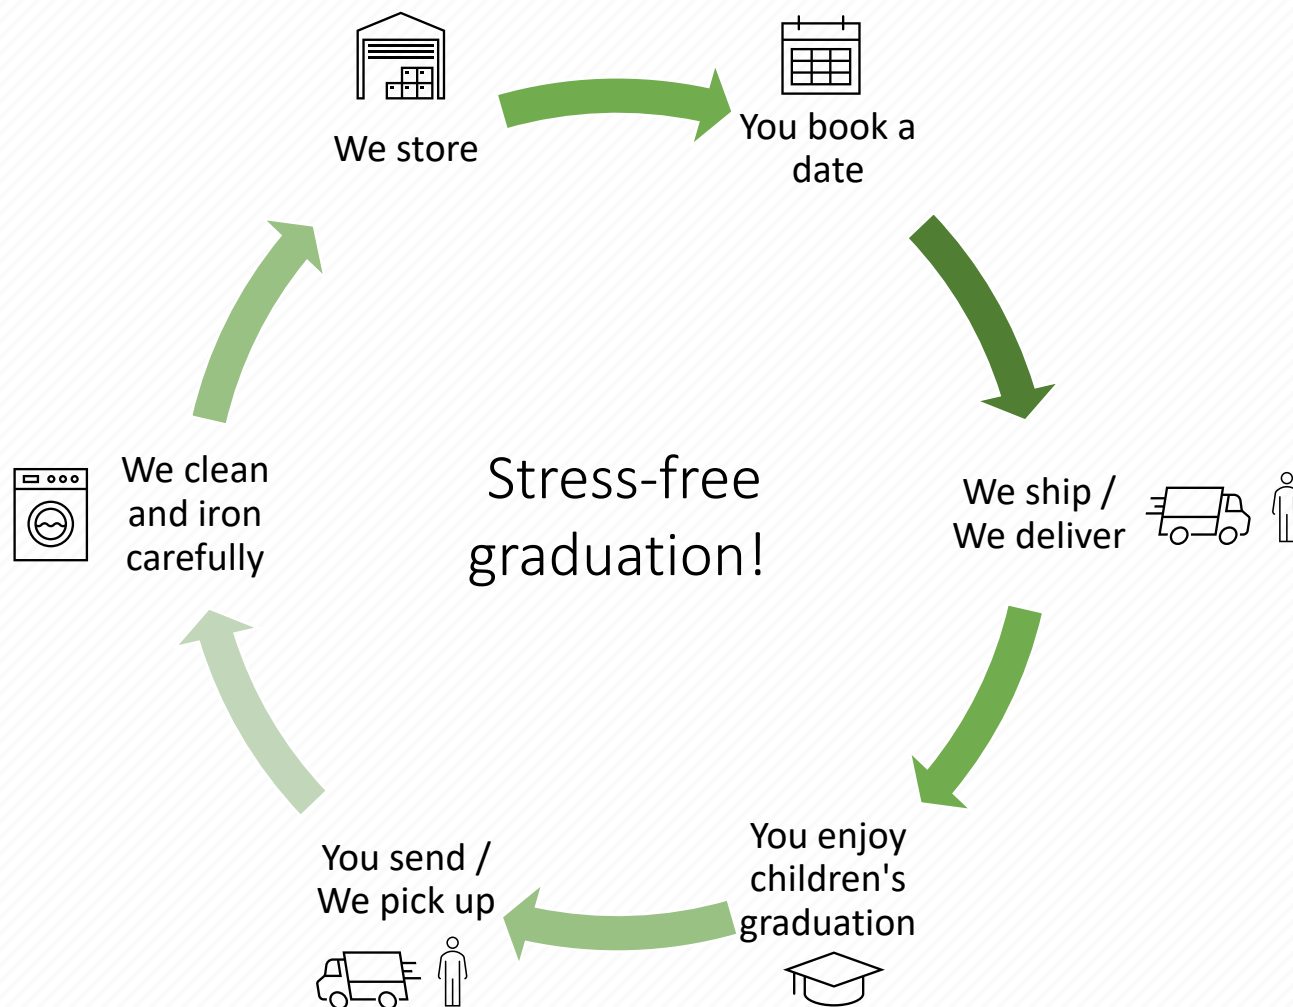 We store
You book a
date
We ship /
We deliver
You enjoy
children's
graduation
You send /
We pick up
We clean
and iron
carefully
Stress-free
graduation!